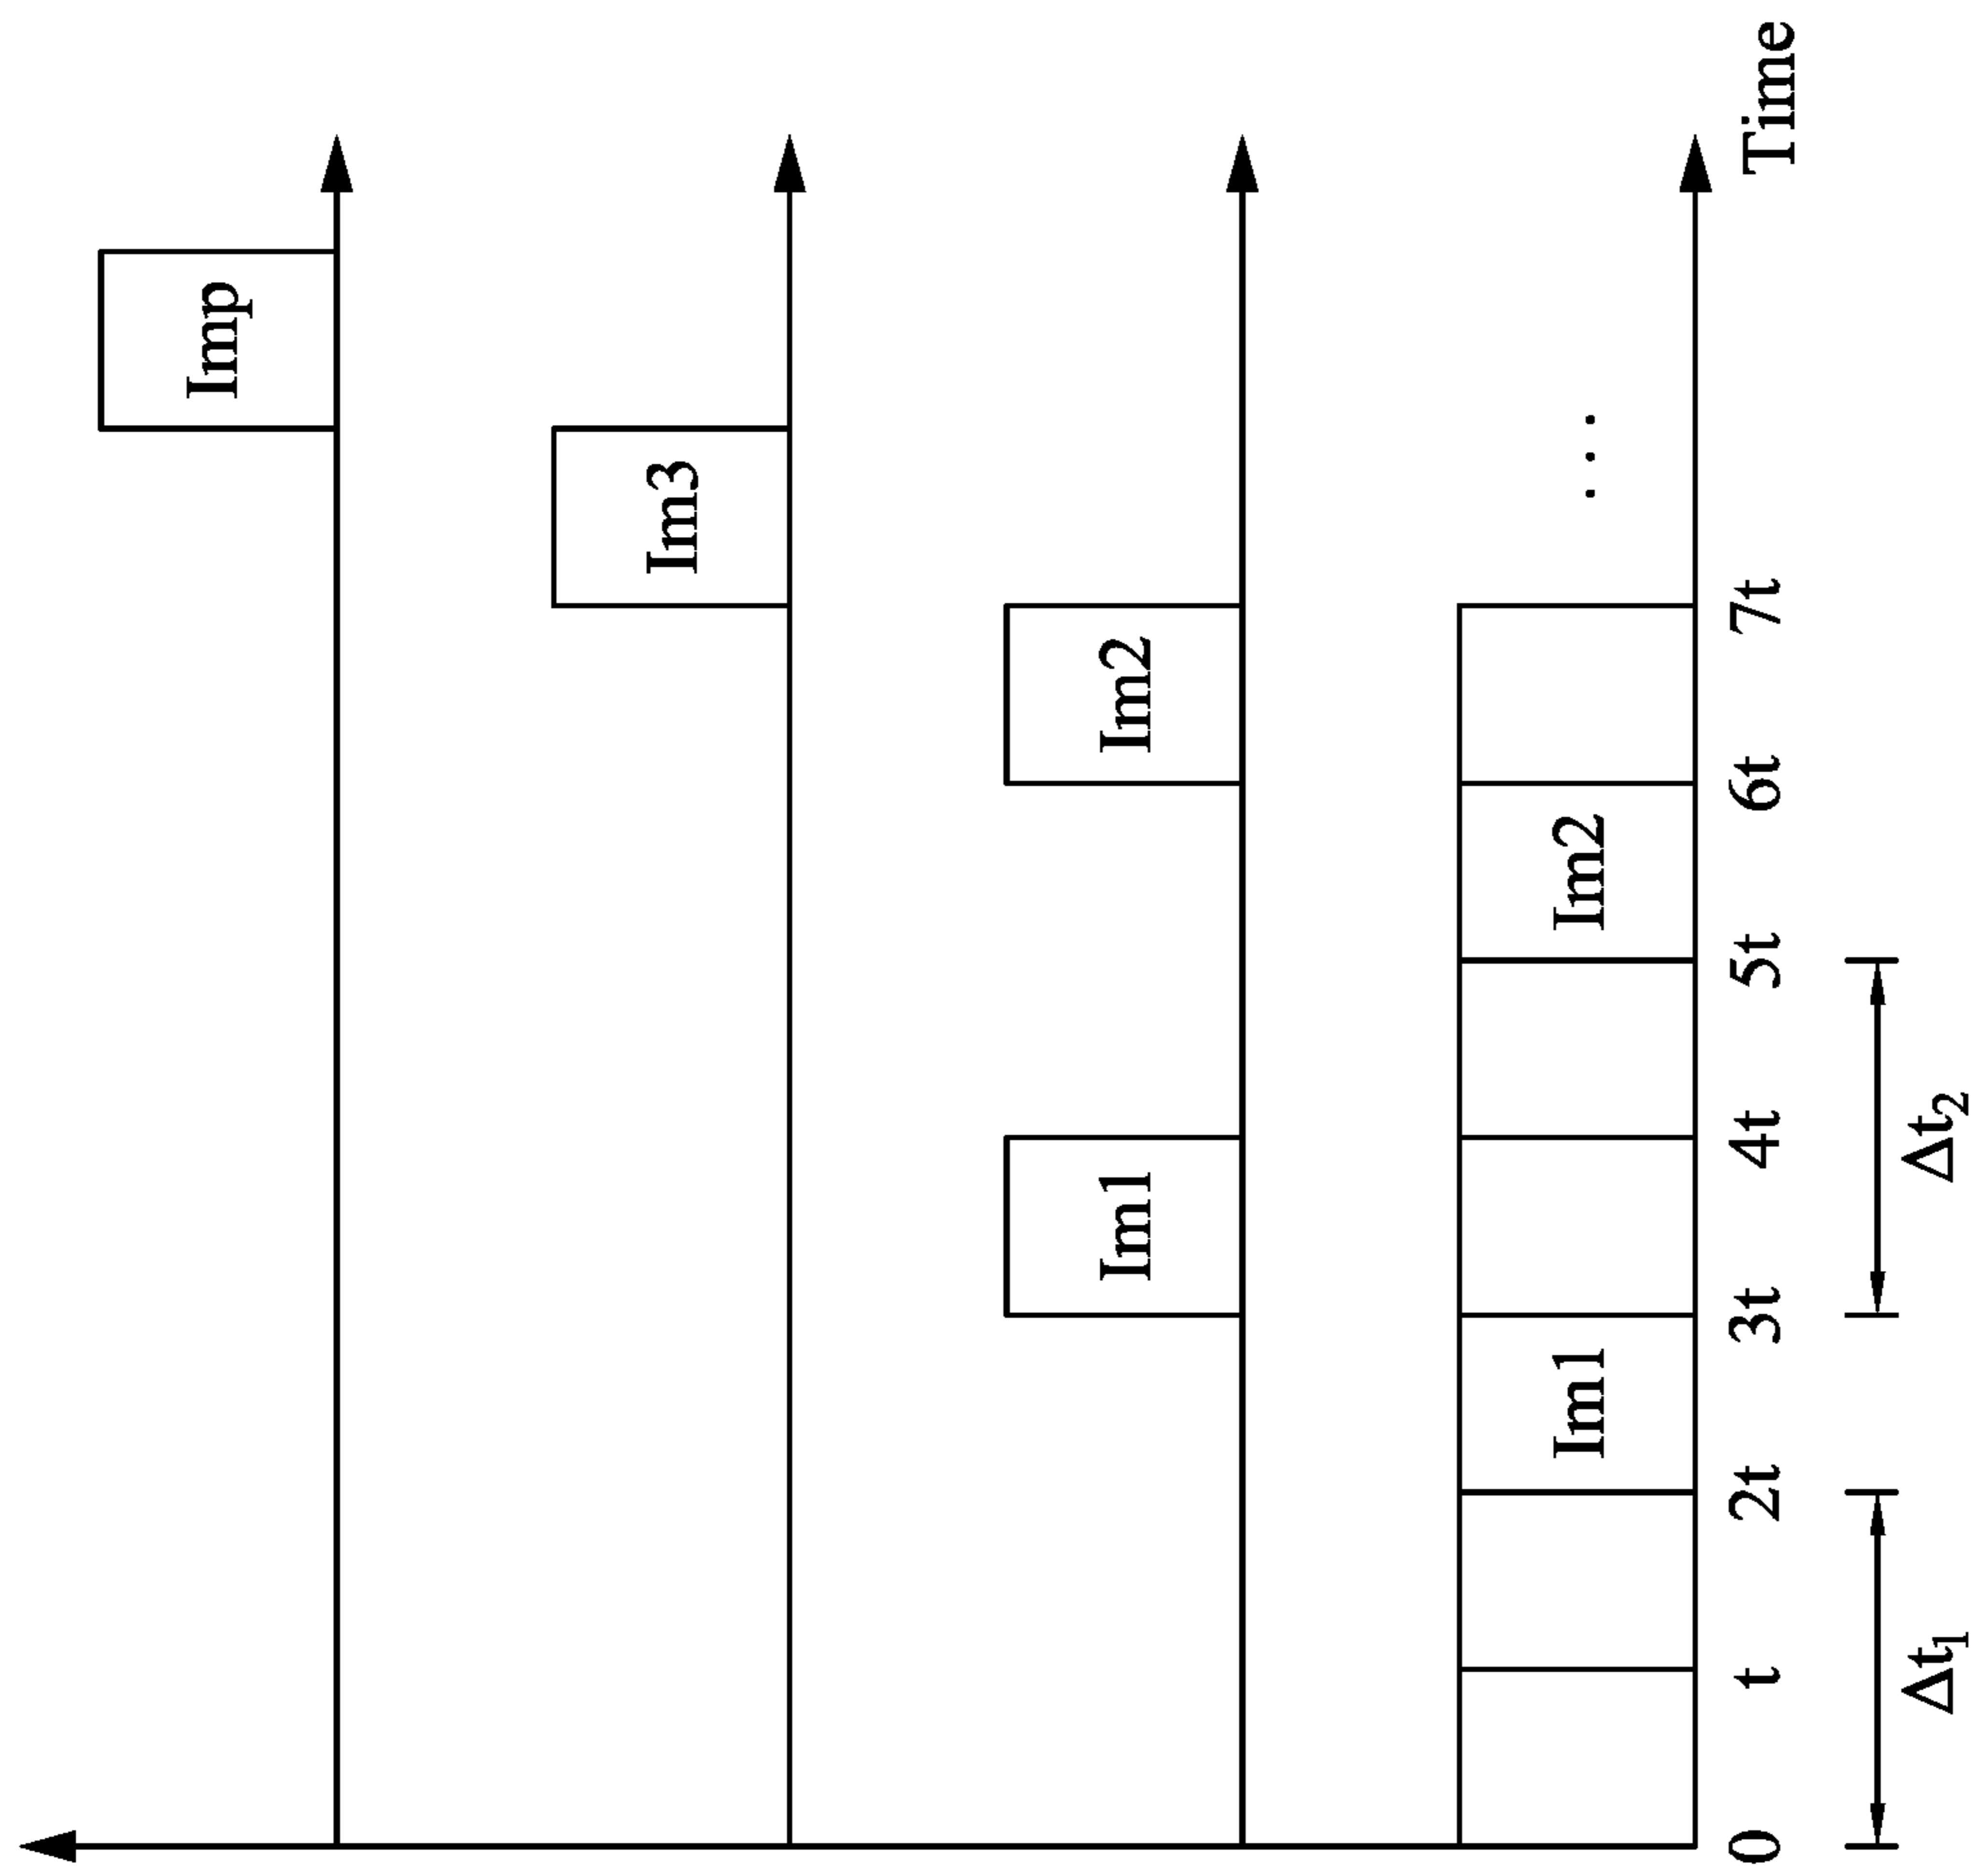 Imp
Im3
Im1 Im2
Im1 Im2 ...
0 t 2t 3t 4t 5t 6t 7t Time
Δt₁ Δt₂